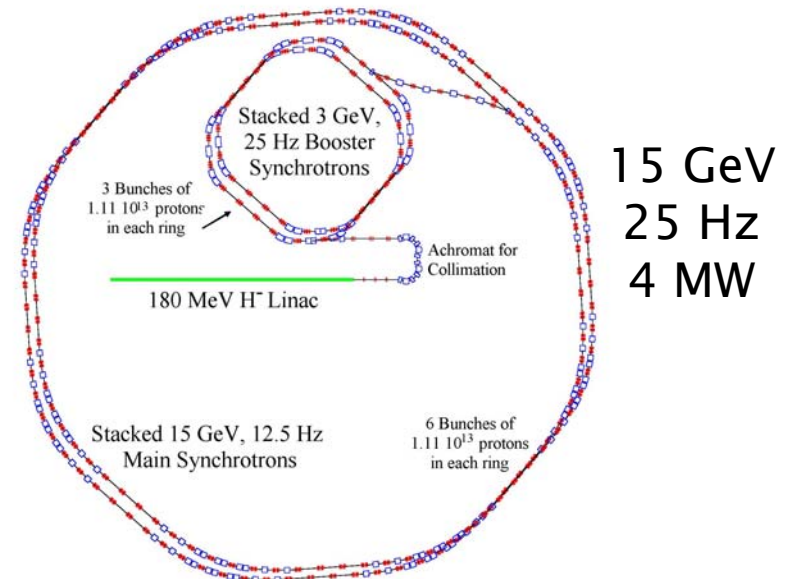 Stacked 3 GeV,
25 Hz Booster
Synchrotrons
3 Bunches of
1.11 10¹³ protons
in each ring
Achromat for
Collimation
180 MeV H⁻ Linac
15 GeV
25 Hz
4 MW
Stacked 15 GeV, 12.5 Hz
Main Synchrotrons
6 Bunches of
1.11 10¹³ protons
in each ring